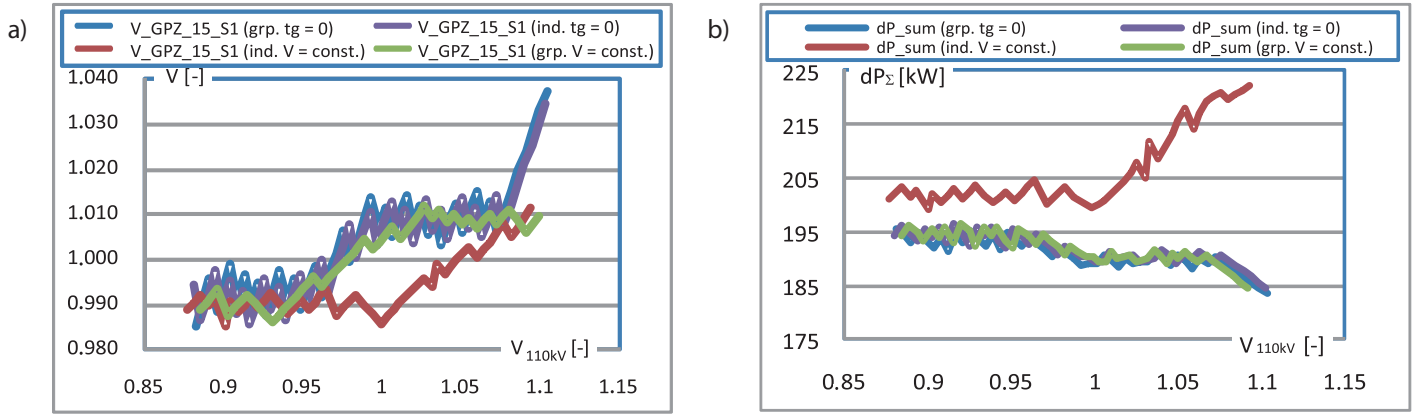 a)
V_GPZ_15_S1 (grp. tg = 0) V_GPZ_15_S1 (ind. tg = 0)
V_GPZ_15_S1 (ind. V = const.) V_GPZ_15_S1 (grp. V = const.)
V [-]
1.040
1.030
1.020
1.010
1.000
0.990
0.980
V110kV [-]
0.85 0.9 0.95 1 1.05 1.10 1.15
b)
dP_sum (grp. tg = 0) dP_sum (ind. tg = 0)
dP_sum (ind. V = const.) dP_sum (grp. V = const.)
dPΣ [kW]
225
215
205
195
185
175
V110kV [-]
0.85 0.9 0.95 1 1.05 1.1 1.15